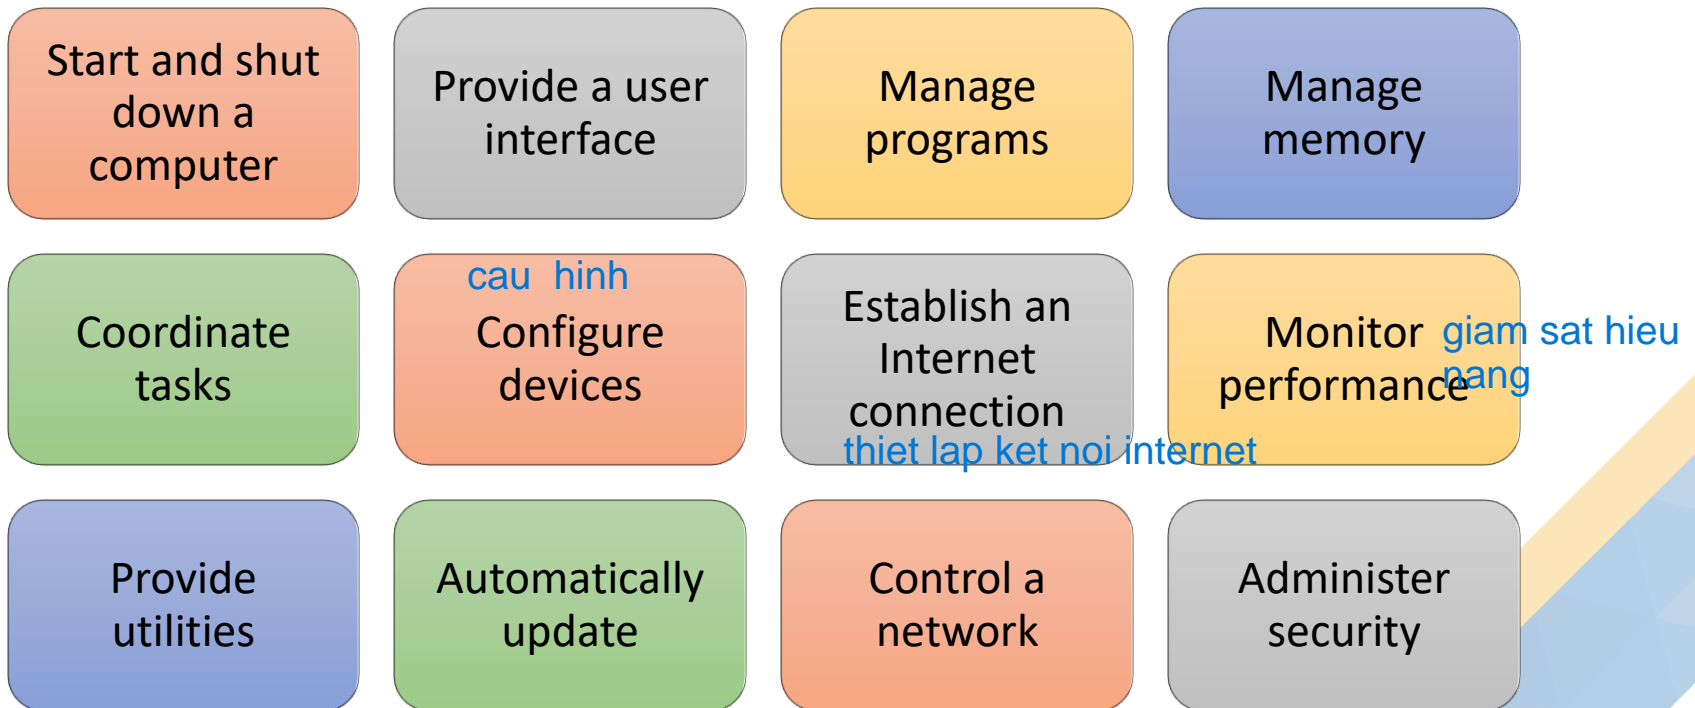 Start and shut
down a
computer
Provide a user
interface
Manage
programs
Manage
memory
Coordinate
tasks
cau hinh
Configure
devices
Establish an
Internet
connection
thiet lap ket noi internet
Monitor
performance
giam sat hieu
nang
Provide
utilities
Automatically
update
Control a
network
Administer
security